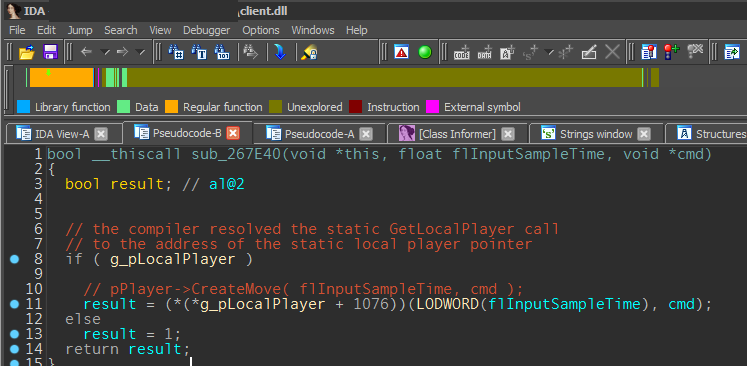 IDA
client.dll
File Edit Jump Search View Debugger Options Windows Help
Library function Data Regular function Unexplored Instruction External symbol
IDA View-A Pseudocode-B Pseudocode-A [Class Informer] Strings window Structures
1 bool __thiscall sub_267E40(void *this, float flInputSampleTime, void *cmd)
2 {
3 bool result; // al@2
4
5
6 // the compiler resolved the static GetLocalPlayer call
7 // to the address of the static local player pointer
8 if ( g_pLocalPlayer )
9
10 // pPlayer->CreateMove( flInputSampleTime, cmd );
11 result = (*(*g_pLocalPlayer + 1076))(LODWORD(flInputSampleTime), cmd);
12 else
13 result = 1;
14 return result;
15 }